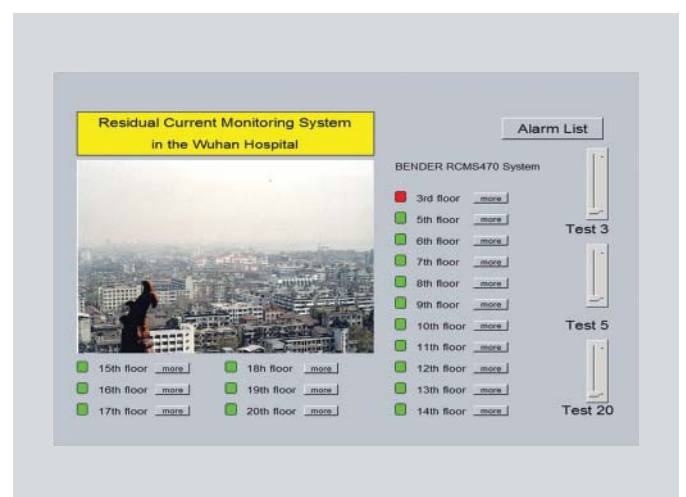 Residual Current Monitoring System
in the Wuhan Hospital
Alarm List
BENDER RCMS470 System
3rd floor more
5th floor more
6th floor more
7th floor more
8th floor more
9th floor more
10th floor more
11th floor more
12th floor more
13th floor more
14th floor more
15th floor more
16th floor more
17th floor more
18h floor more
19th floor more
20th floor more
Test 3
Test 5
Test 20